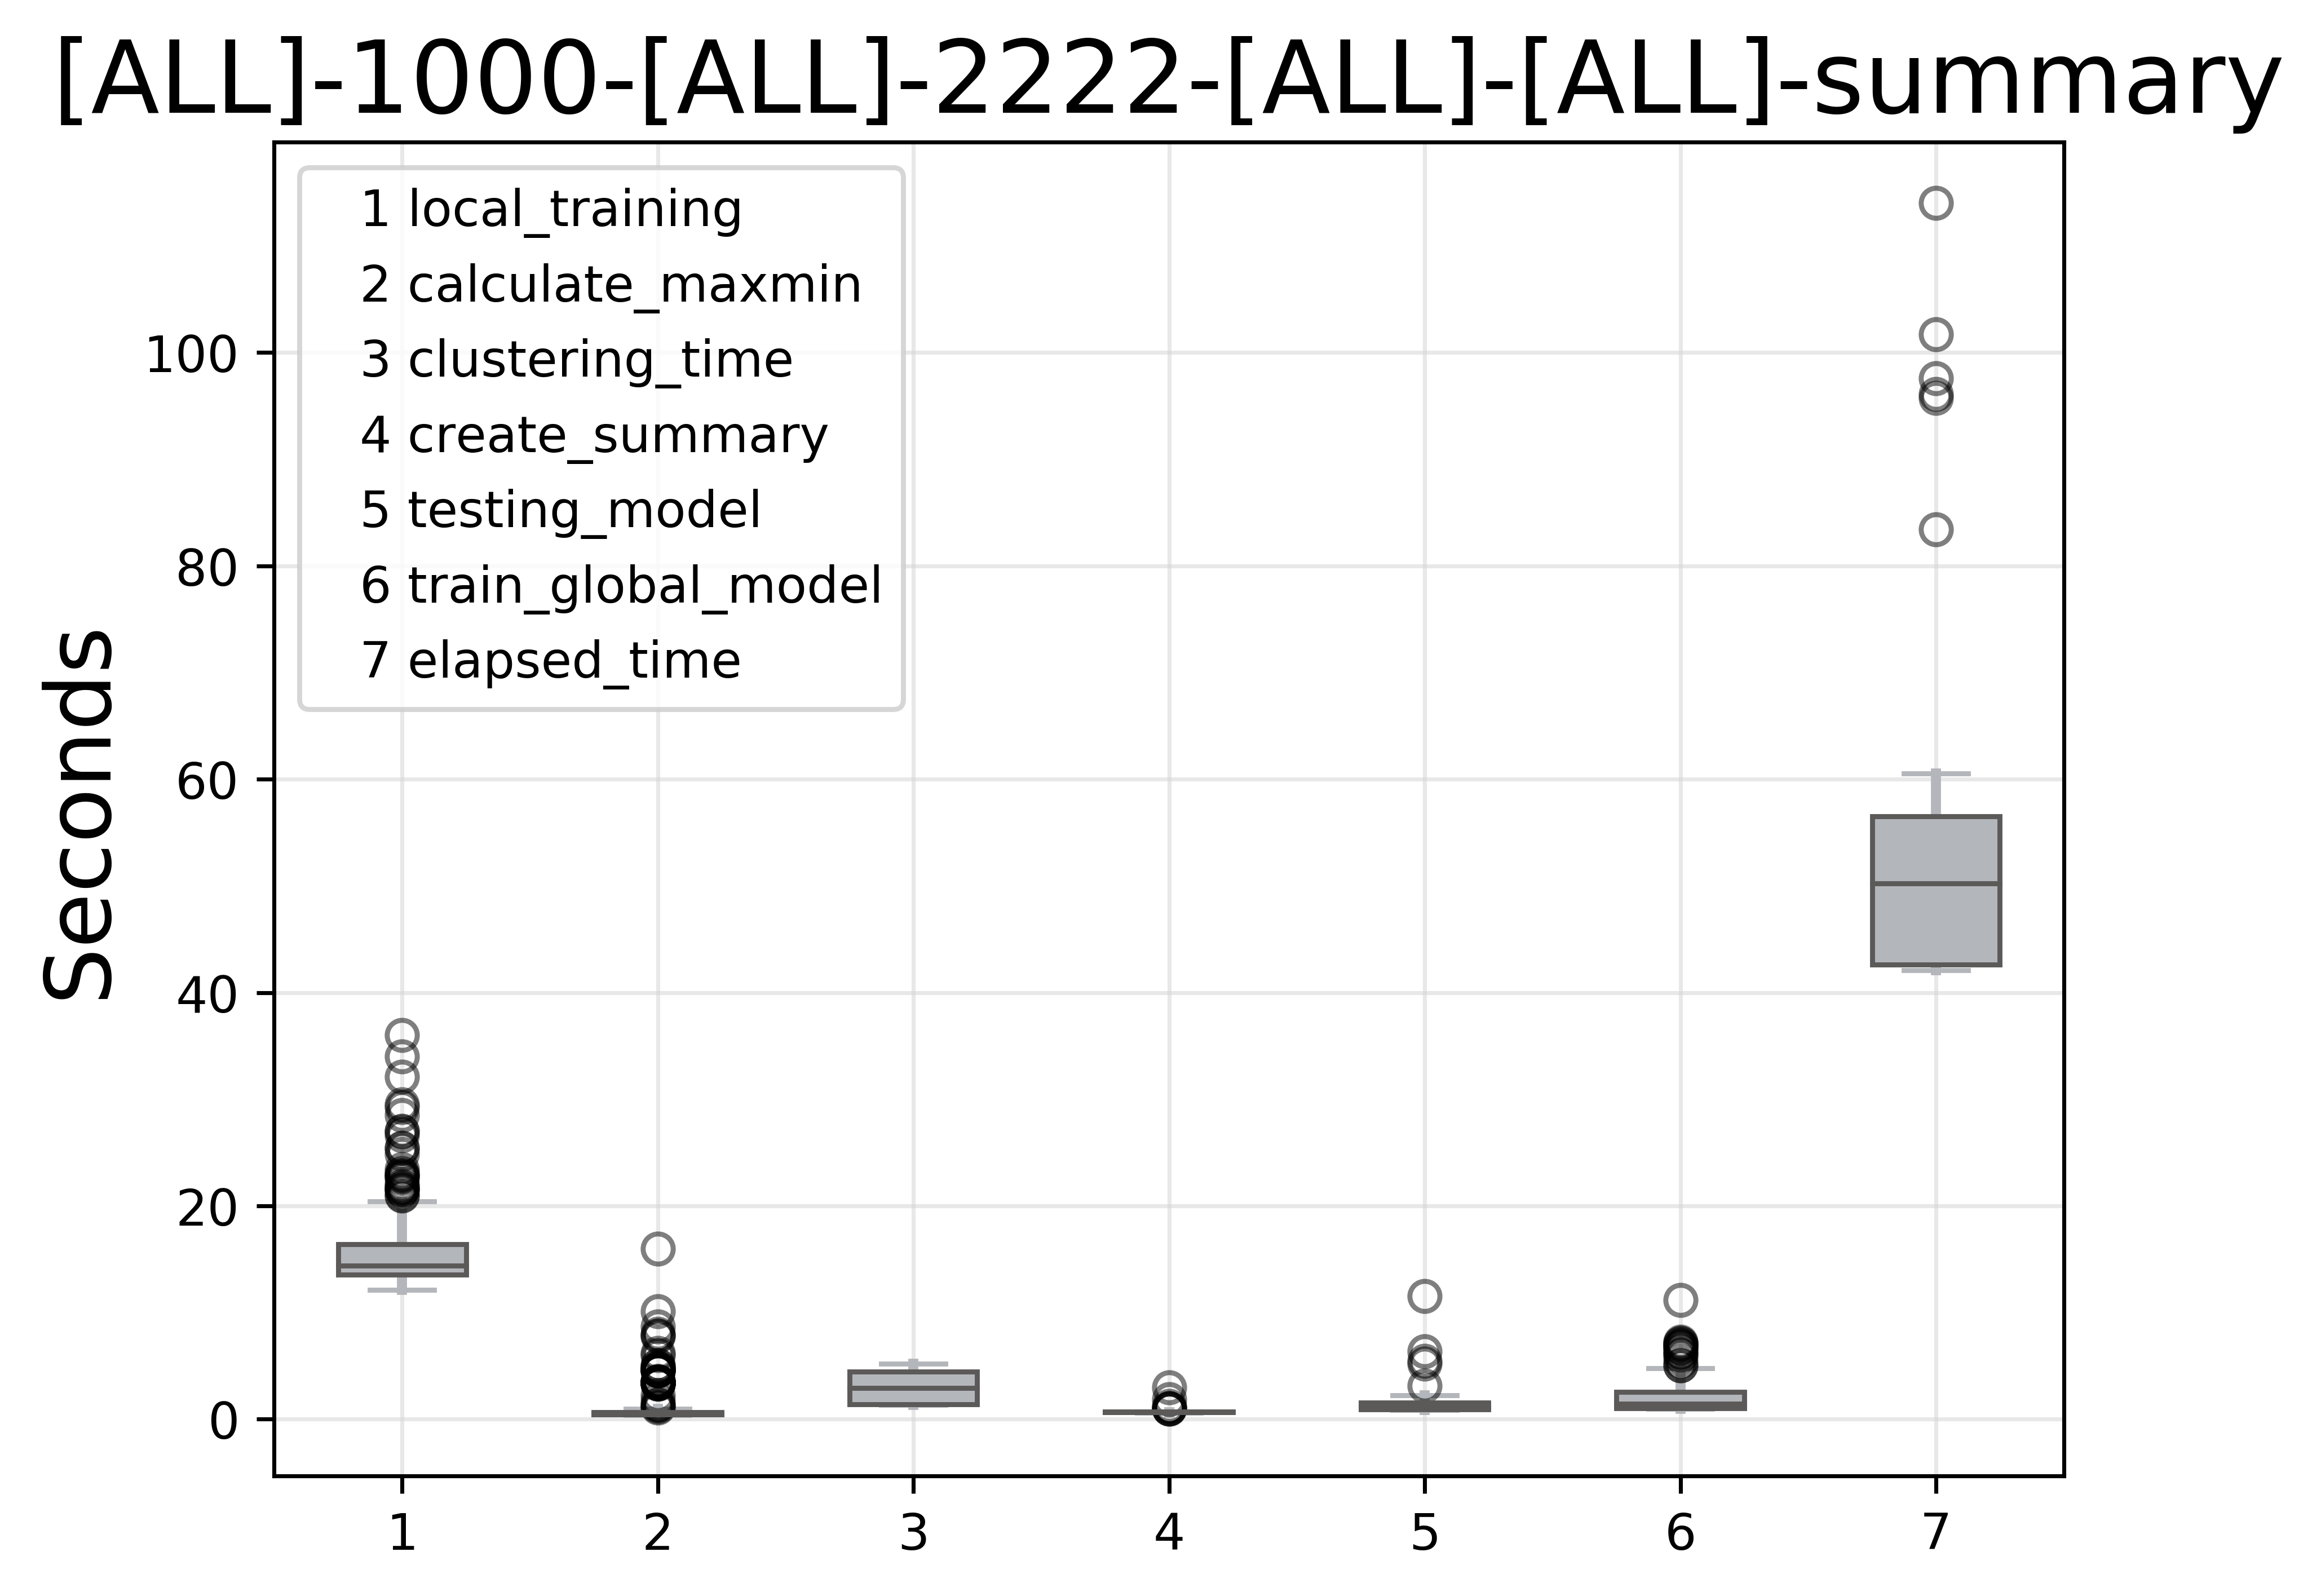 [ALL]-1000-[ALL]-2222-[ALL]-[ALL]-summary
1 local_training
2 calculate_maxmin
3 clustering_time
4 create_summary
5 testing_model
6 train_global_model
7 elapsed_time
Seconds
100
80
60
40
20
0
1 2 3 4 5 6 7